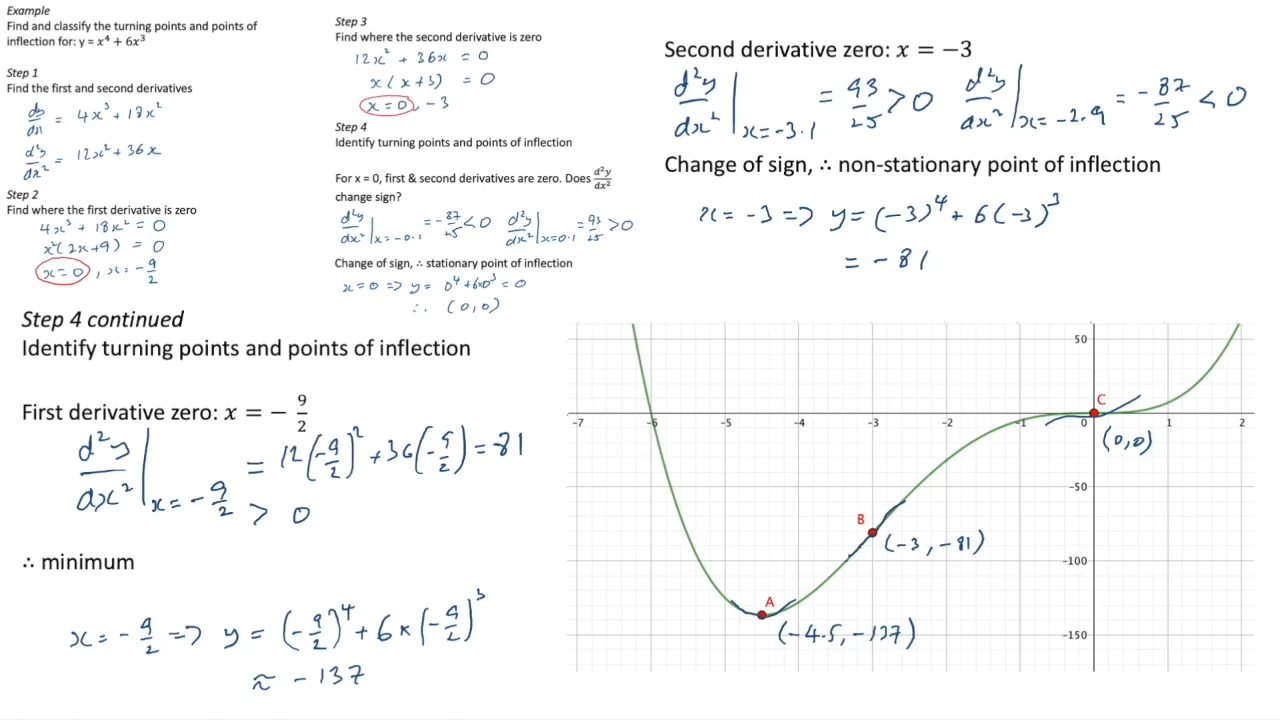 Example
Find and classify the turning points and points of
inflection for: y = x⁴ + 6x³
Step 1
Find the first and second derivatives
dy/dx = 4x³ + 18x²
d²y/dx² = 12x² + 36x
Step 2
Find where the first derivative is zero
4x³ + 18x² = 0
x²(2x+9) = 0
x=0, x=-9/2
Step 3
Find where the second derivative is zero
12x² + 36x = 0
x(x+3) = 0
x=0, -3
Step 4
Identify turning points and points of inflection
For x = 0, first & second derivatives are zero. Does d²y/dx²
change sign?
d²y/dx² | x=-0.1 = -87/25 < 0 d²y/dx² | x=0.1 = 93/25 > 0
Change of sign, ∴ stationary point of inflection
x=0 => y= 0⁴+6×0³=0
∴ (0,0)
Step 4 continued
Identify turning points and points of inflection
First derivative zero: x = − 9/2
d²y/dx² | x=-9/2 = 12(-9/2)² + 36(-9/2) = 81
> 0
∴ minimum
x=-9/2 => y = (-9/2)⁴ + 6×(-9/2)³
≈ -137
Second derivative zero: x = −3
d²y/dx² | x=-3.1 = 93/25 > 0 d²y/dx² | x=-2.9 = -87/25 < 0
Change of sign, ∴ non-stationary point of inflection
x=-3 => y=(-3)⁴+6(-3)³
= -81
50
C
-7 -6 -5 -4 -3 -2 -1 0 1 2
(0,0)
-50
B
(-3,-81)
-100
A
(-4.5,-137)
-150